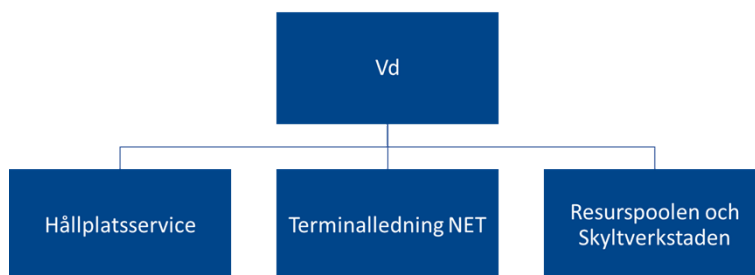 Vd
Hållplatsservice
Terminalledning NET
Resurspoolen och
Skyltverkstaden